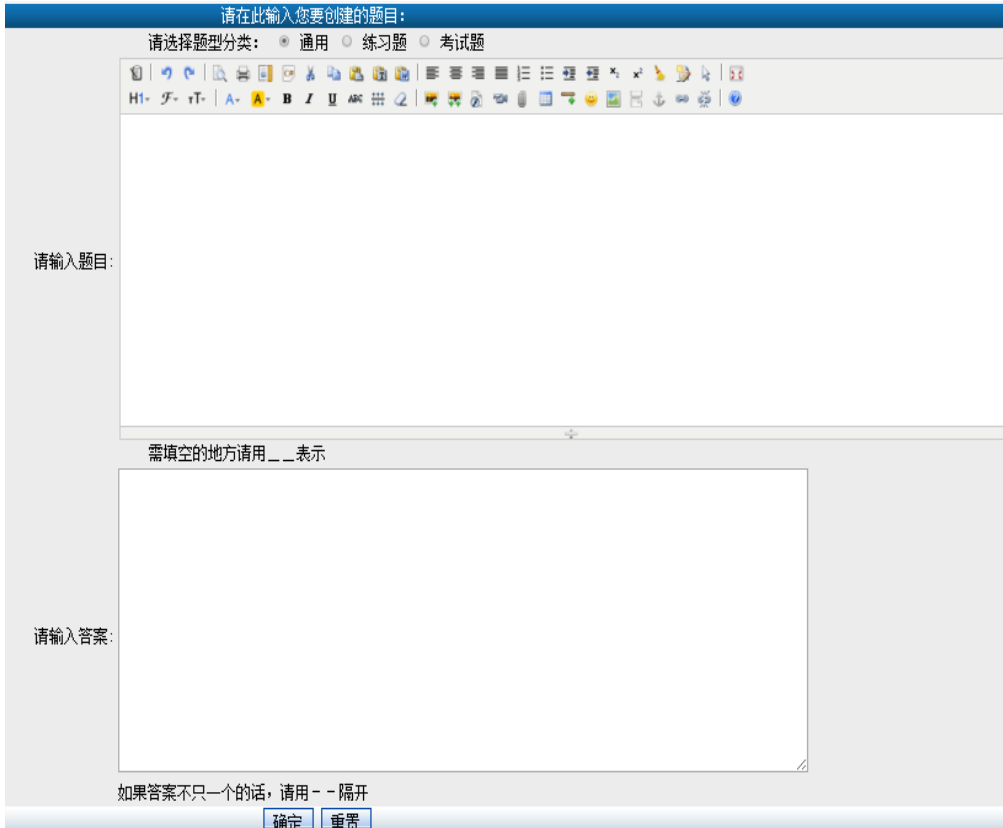 请在此输入您要创建的题目:
请选择题型分类: 通用 练习题 考试题
H1 F тT A A B I U ABC
请输入题目:
需填空的地方请用__表示
请输入答案:
如果答案不只一个的话，请用--隔开
确定 重置